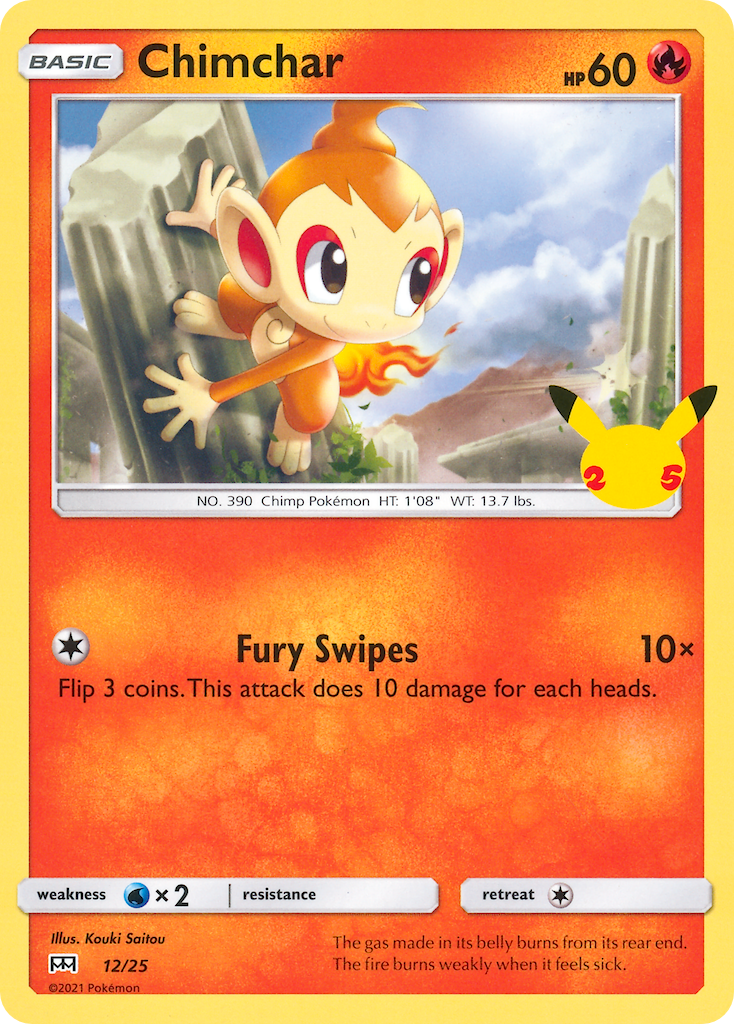 BASIC Chimchar HP60
25
NO. 390 Chimp Pokémon HT: 1'08" WT: 13.7 lbs.
Fury Swipes 10×
Flip 3 coins. This attack does 10 damage for each heads.
weakness ×2 resistance retreat
Illus. Kouki Saitou
12/25
©2021 Pokémon
The gas made in its belly burns from its rear end.
The fire burns weakly when it feels sick.